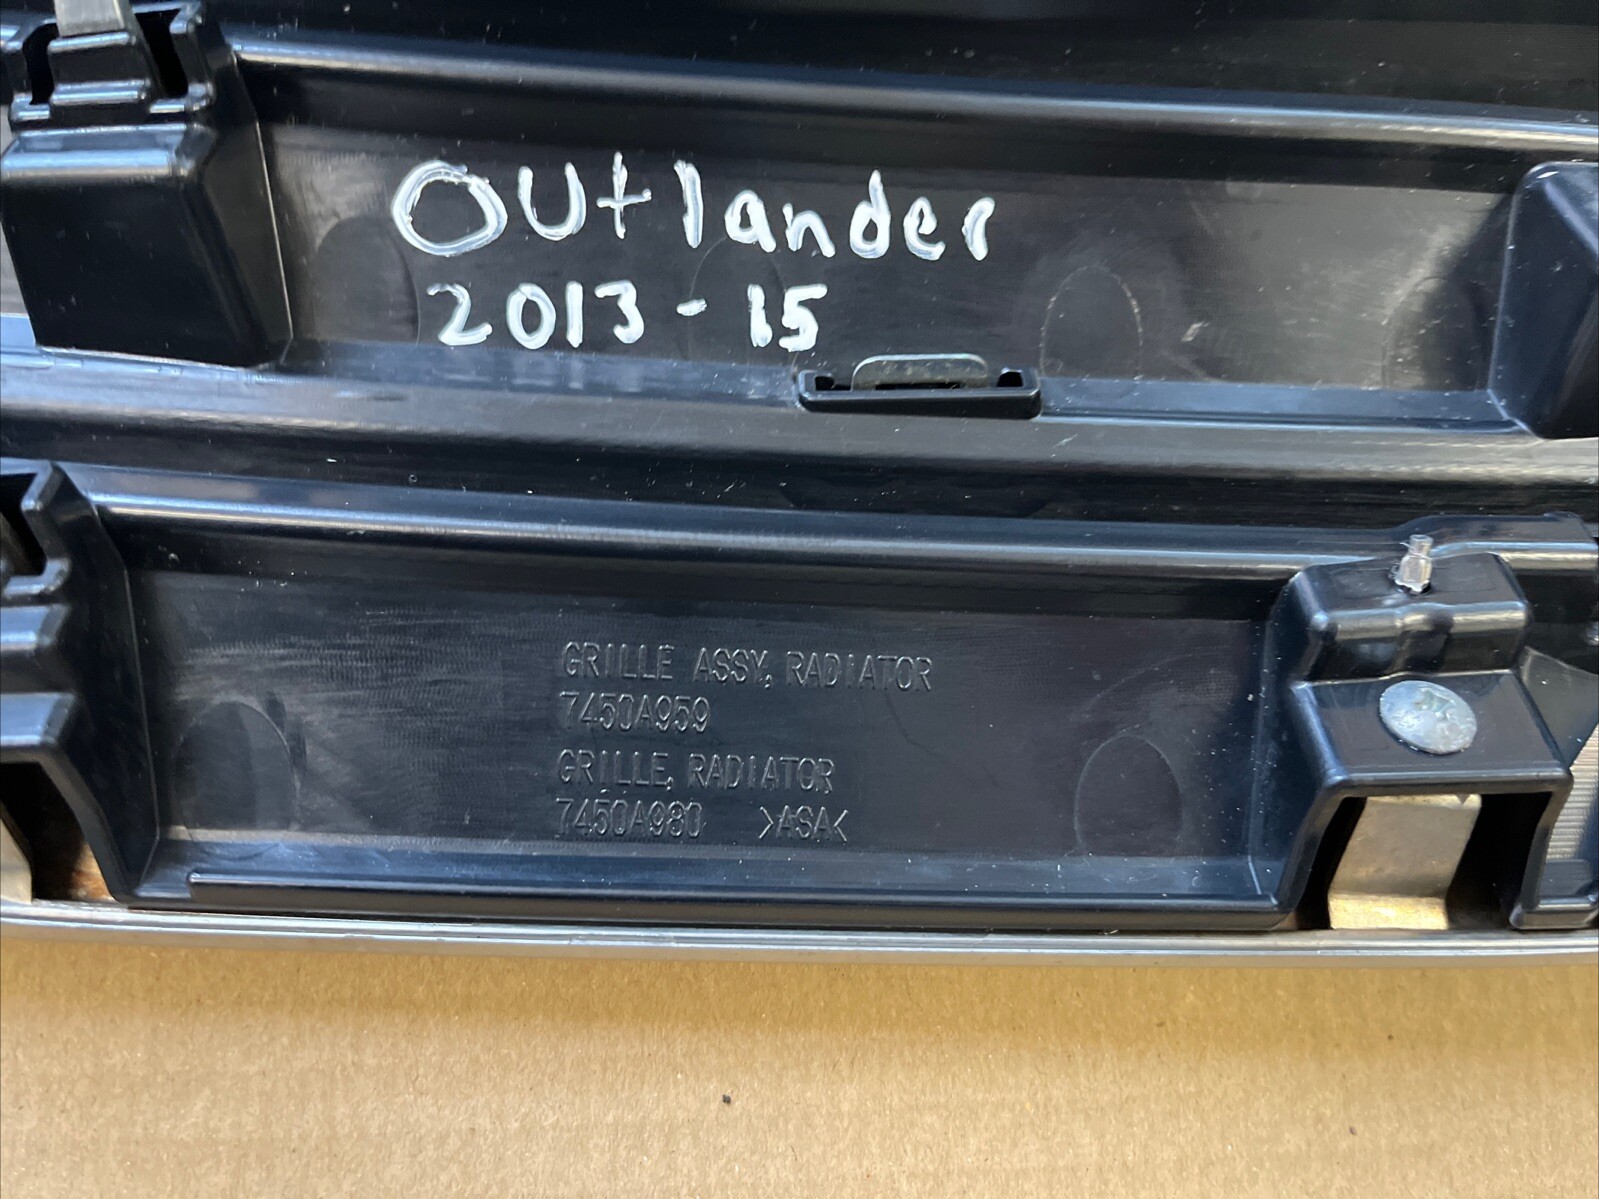 Outlander
2013-15
GRILLE ASSY, RADIATOR
7450A959
GRILLE, RADIATOR
7450A980 >ASA<